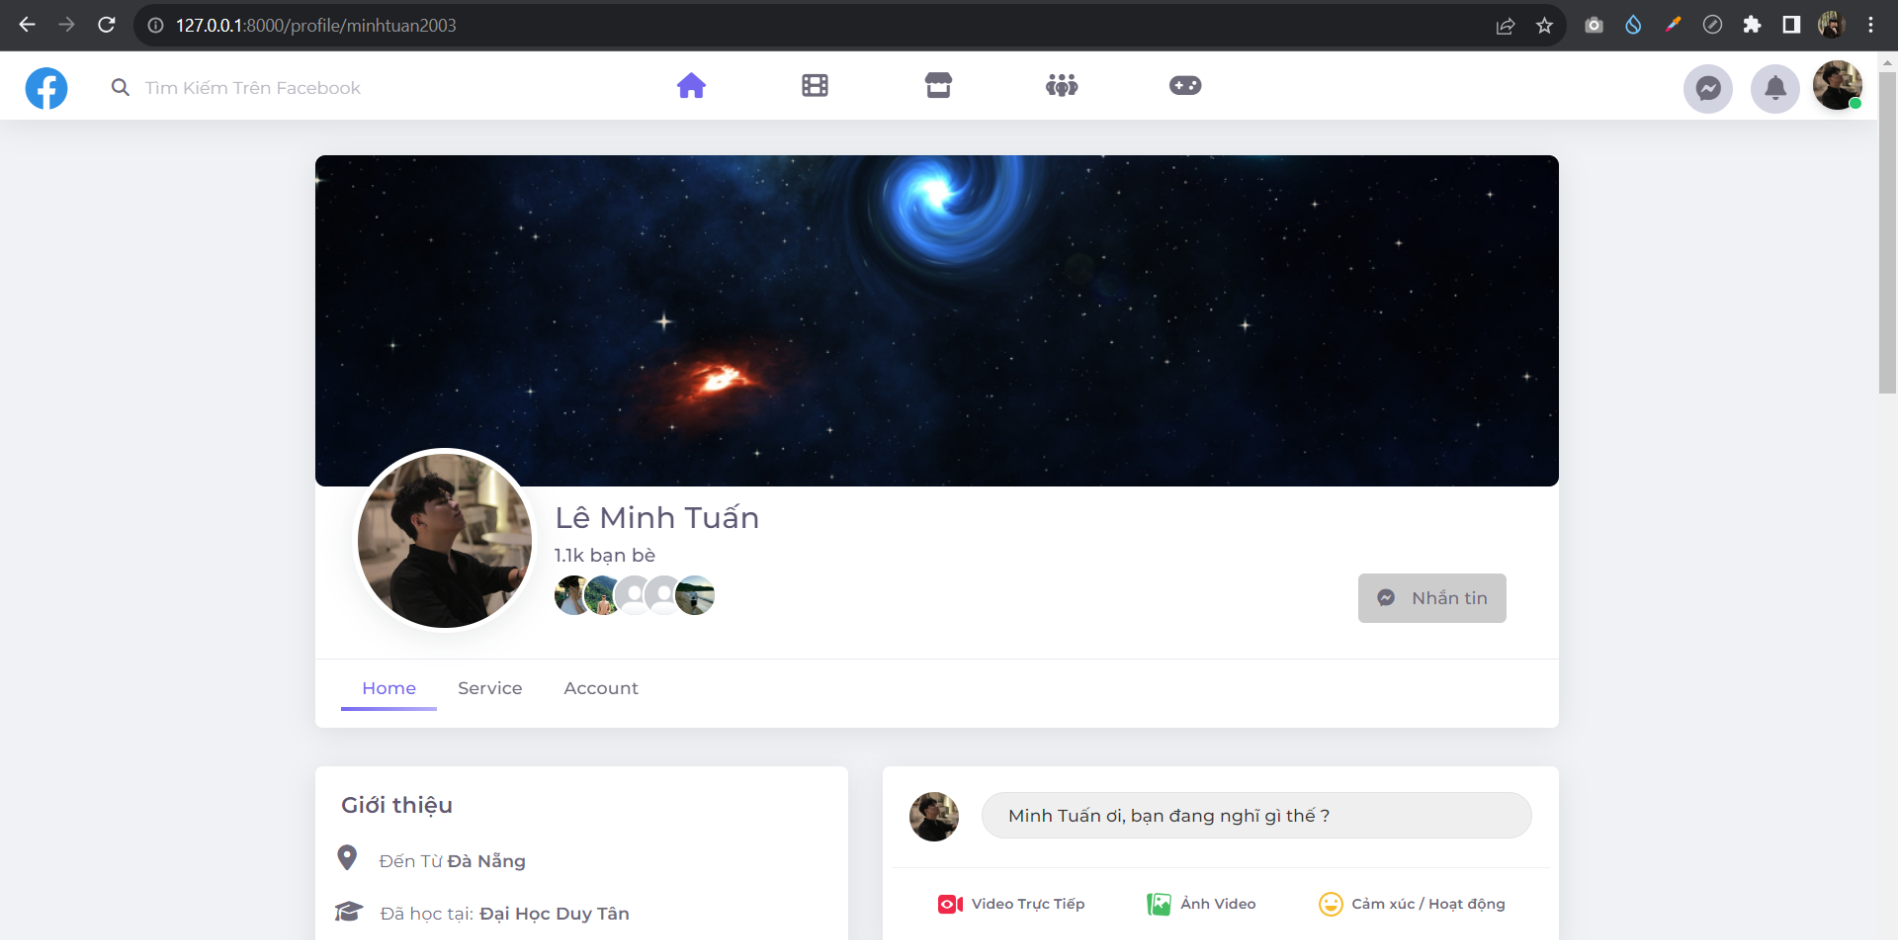 127.0.0.1:8000/profile/minhtuan2003
Tìm Kiếm Trên Facebook
Lê Minh Tuấn
1.1k bạn bè
Nhắn tin
Home Service Account
Giới thiệu
Đến Từ Đà Nẵng
Đã học tại: Đại Học Duy Tân
Minh Tuấn ơi, bạn đang nghĩ gì thế ?
Video Trực Tiếp Ảnh Video Cảm xúc / Hoạt động